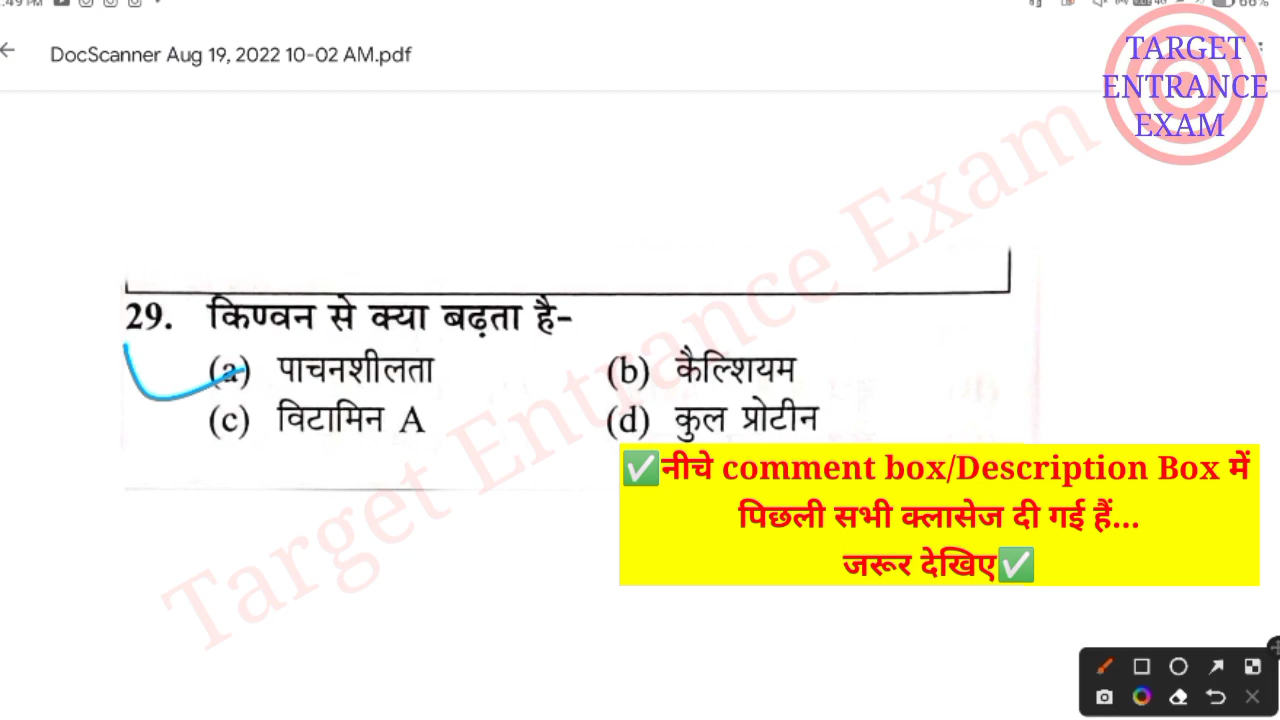 DocScanner Aug 19, 2022 10-02 AM.pdf
TARGET
ENTRANCE
EXAM
Target Entrance Exam
29. किण्वन से क्या बढ़ता है-
(a) पाचनशीलता (b) कैल्शियम
(c) विटामिन A (d) कुल प्रोटीन
✅नीचे comment box/Description Box में
पिछली सभी क्लासेज दी गई हैं...
जरूर देखिए✅